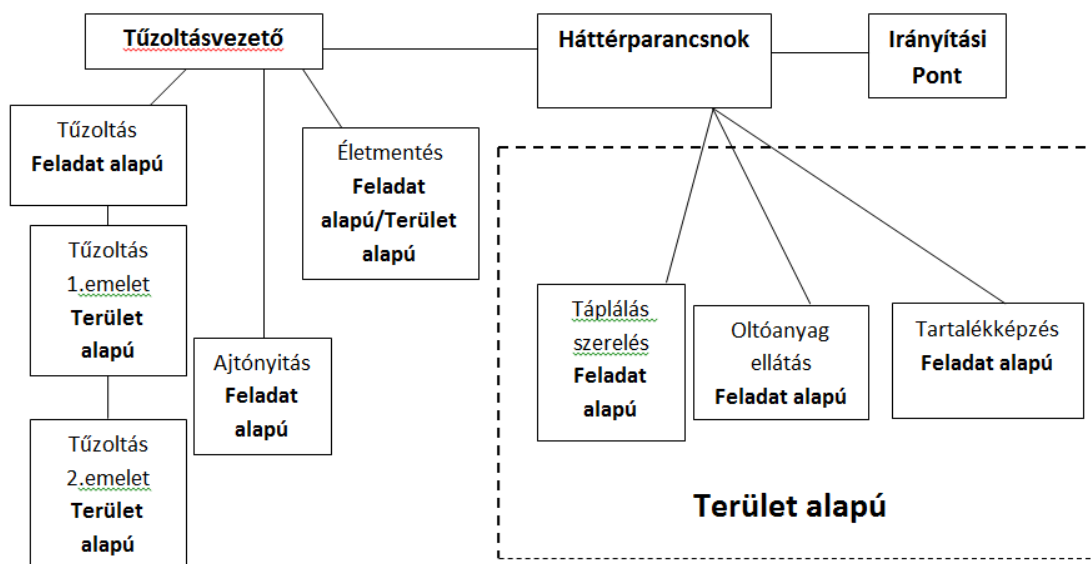 Tűzoltásvezető
Háttérparancsnok
Irányítási
Pont
Tűzoltás
Feladat alapú
Életmentés
Feladat
alapú/Terület
alapú
Tűzoltás
1.emelet
Terület
alapú
Ajtónyitás
Feladat
alapú
Tűzoltás
2.emelet
Terület
alapú
Táplálás
szerelés
Feladat
alapú
Oltóanyag
ellátás
Feladat alapú
Tartalékképzés
Feladat alapú
Terület alapú